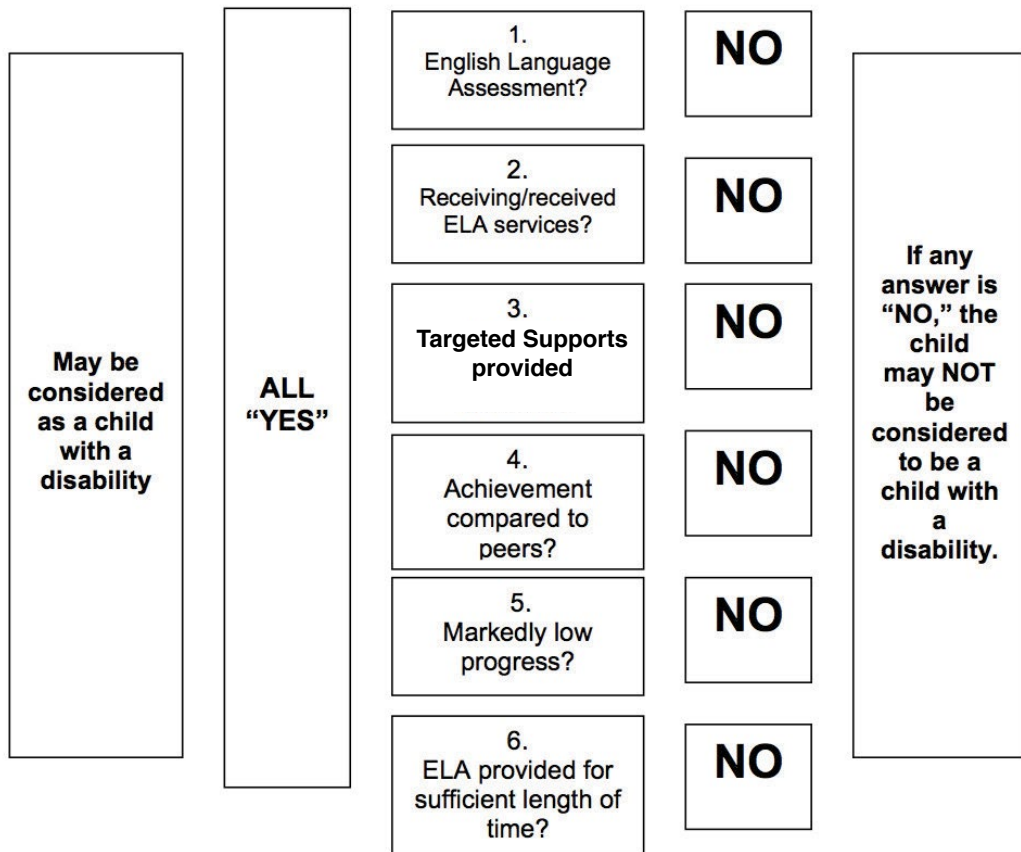 May be
considered
as a child
with a
disability
ALL
“YES”
1.
English Language
Assessment?
NO
2.
Receiving/received
ELA services?
NO
3.
Targeted Supports
provided
NO
4.
Achievement
compared to
peers?
NO
5.
Markedly low
progress?
NO
6.
ELA provided for
sufficient length of
time?
NO
If any
answer is
“NO,” the
child
may NOT
be
considered
to be a
child with
a
disability.